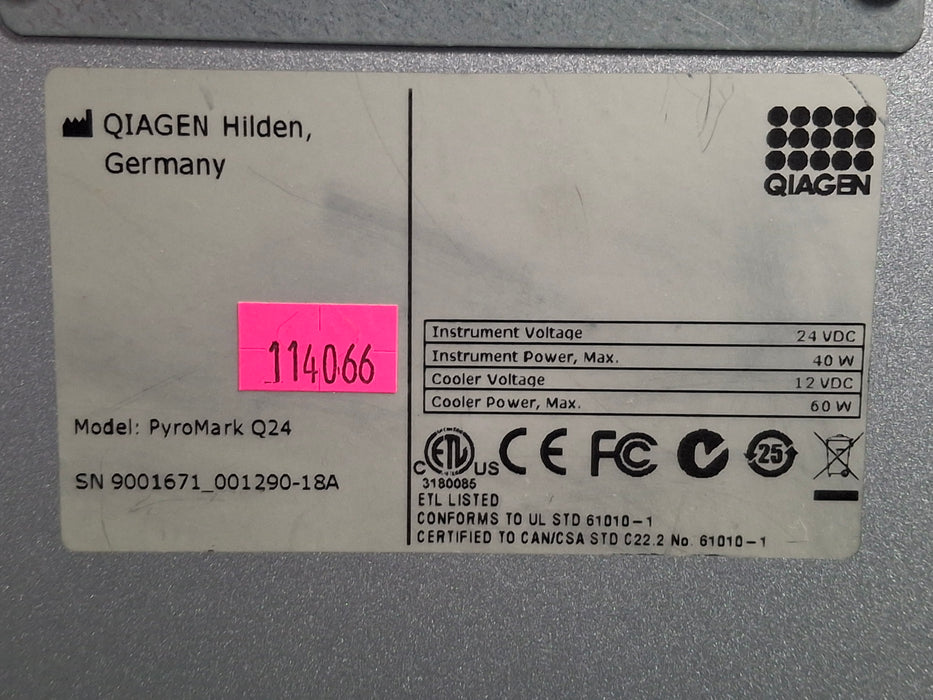 QIAGEN Hilden,
Germany
QIAGEN
114066
Instrument Voltage 24 VDC
Instrument Power, Max. 40 W
Cooler Voltage 12 VDC
Cooler Power, Max. 60 W
Model: PyroMark Q24
SN 9001671_001290-18A
C ETL US CE FC 25
3180085
ETL LISTED
CONFORMS TO UL STD 61010-1
CERTIFIED TO CAN/CSA STD C22.2 No. 61010-1